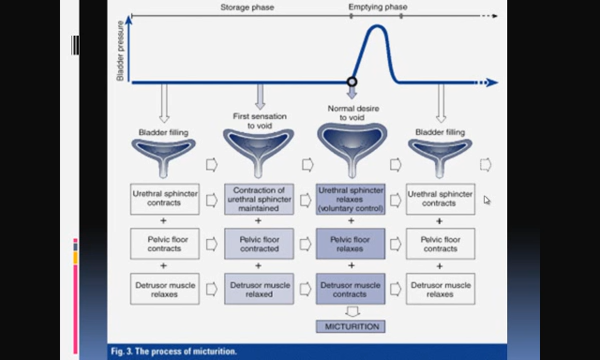 Storage phase
Emptying phase
Bladder pressure
Bladder filling
First sensation
to void
Normal desire
to void
Bladder filling
Urethral sphincter
contracts
Contraction of
urethral sphincter
maintained
Urethral sphincter
relaxes
(voluntary control)
Urethral sphincter
contracts
+
+
+
+
Pelvic floor
contracts
Pelvic floor
contracted
Pelvic floor
relaxes
Pelvic floor
contracts
+
+
+
+
Detrusor muscle
relaxes
Detrusor muscle
relaxed
Detrusor muscle
contracts
Detrusor muscle
relaxes
MICTURITION
Fig. 3. The process of micturition.